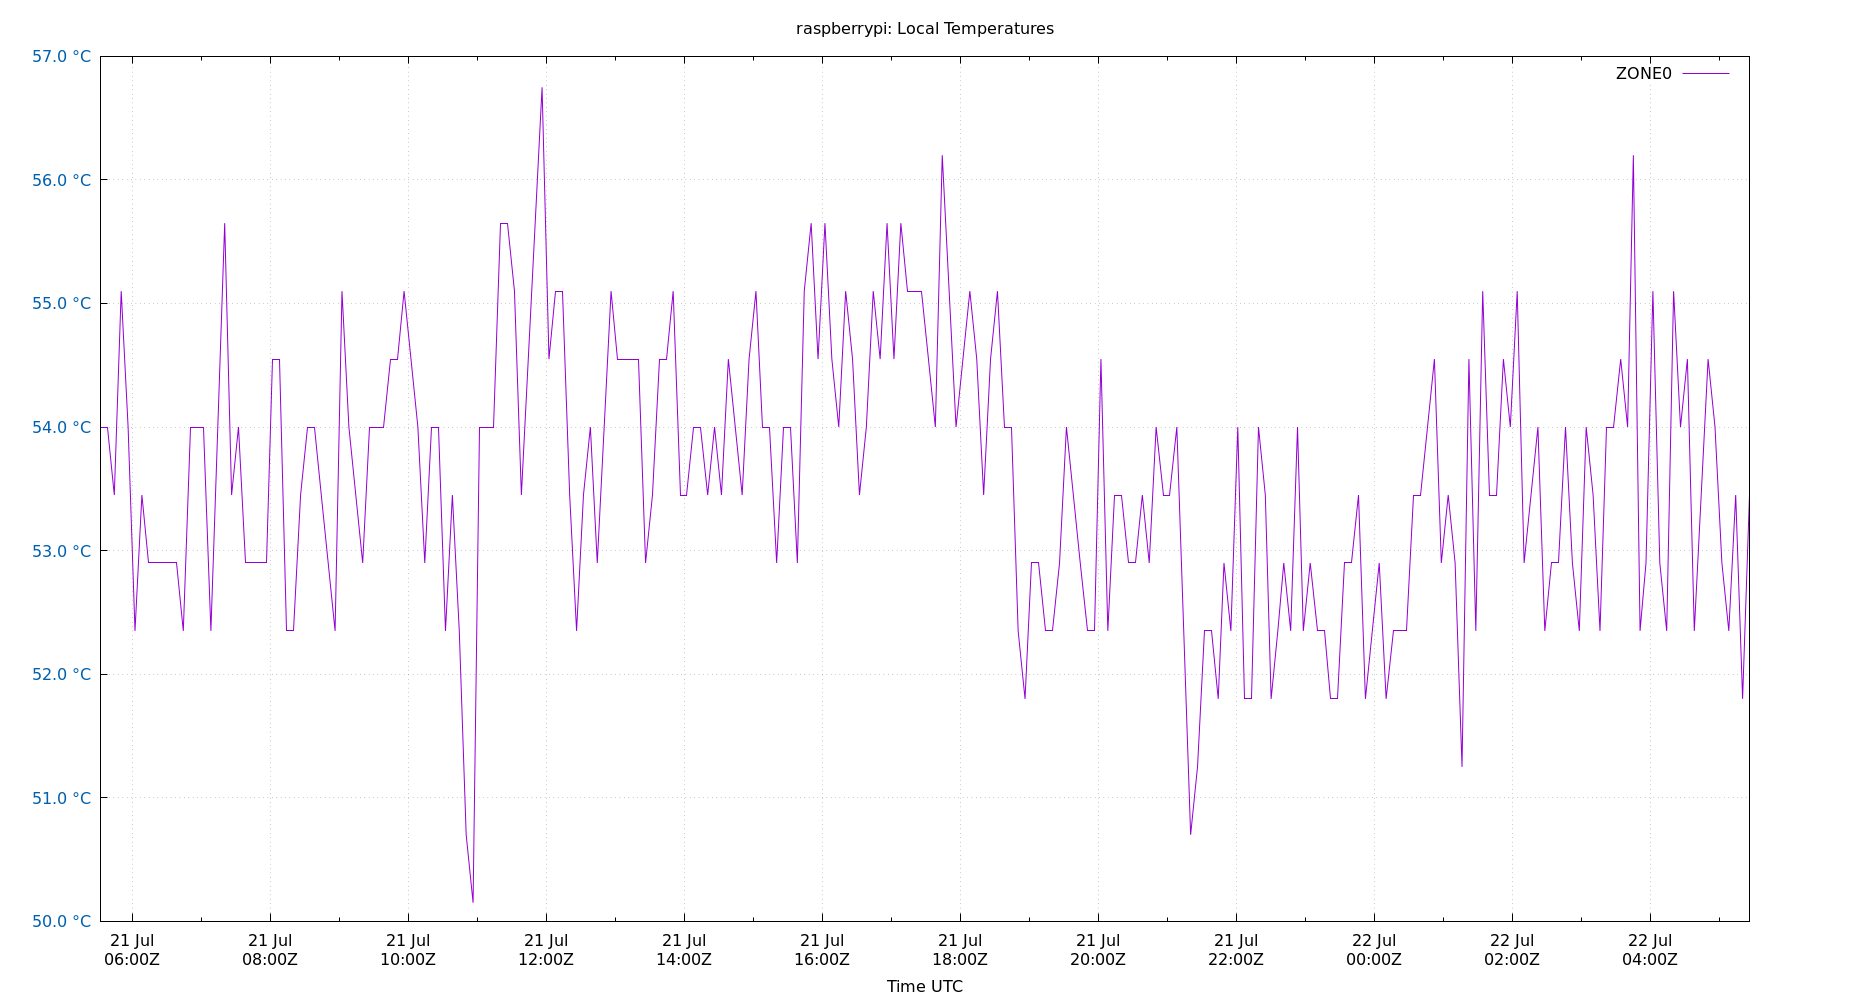 raspberrypi: Local Temperatures
57.0 °C
ZONE0
56.0 °C
55.0 °C
54.0 °C
53.0 °C
52.0 °C
51.0 °C
50.0 °C
21 Jul 21 Jul 21 Jul 21 Jul 21 Jul 21 Jul 21 Jul 21 Jul 21 Jul 22 Jul 22 Jul 22 Jul
06:00Z 08:00Z 10:00Z 12:00Z 14:00Z 16:00Z 18:00Z 20:00Z 22:00Z 00:00Z 02:00Z 04:00Z
Time UTC